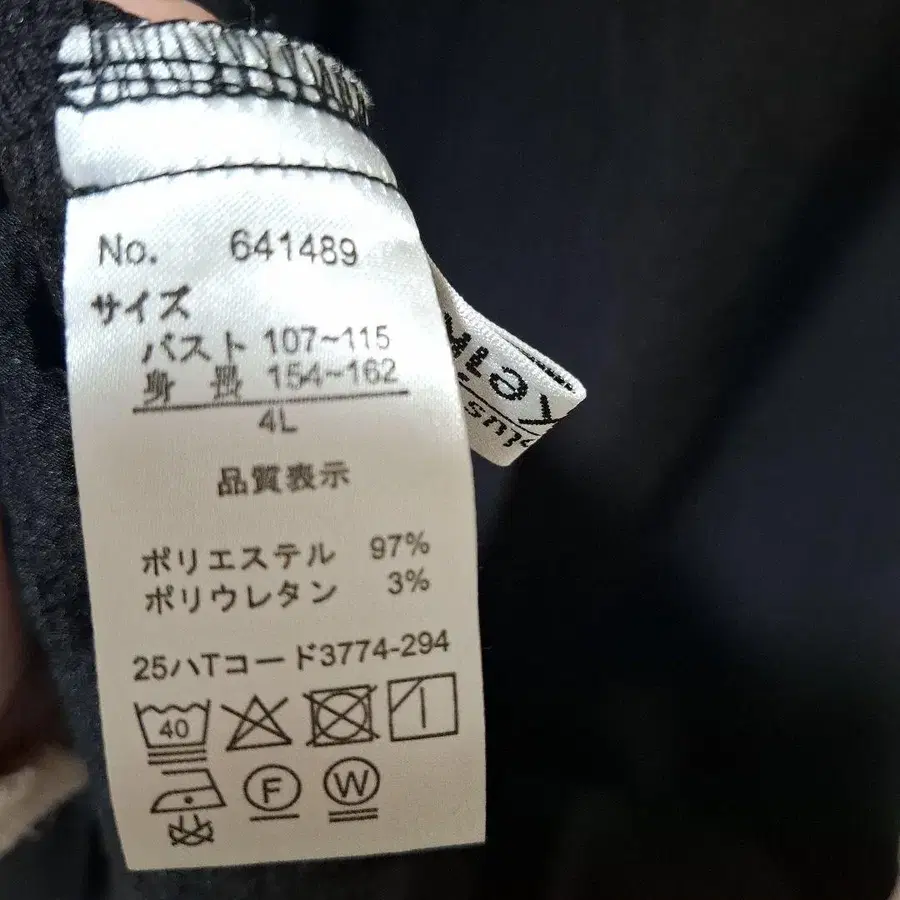 No. 641489
サイズ
バスト 107~115
身長 154~162
4L
品質表示
ポリエステル 97%
ポリウレタン 3%
25ハTコード3774-294
40
F W